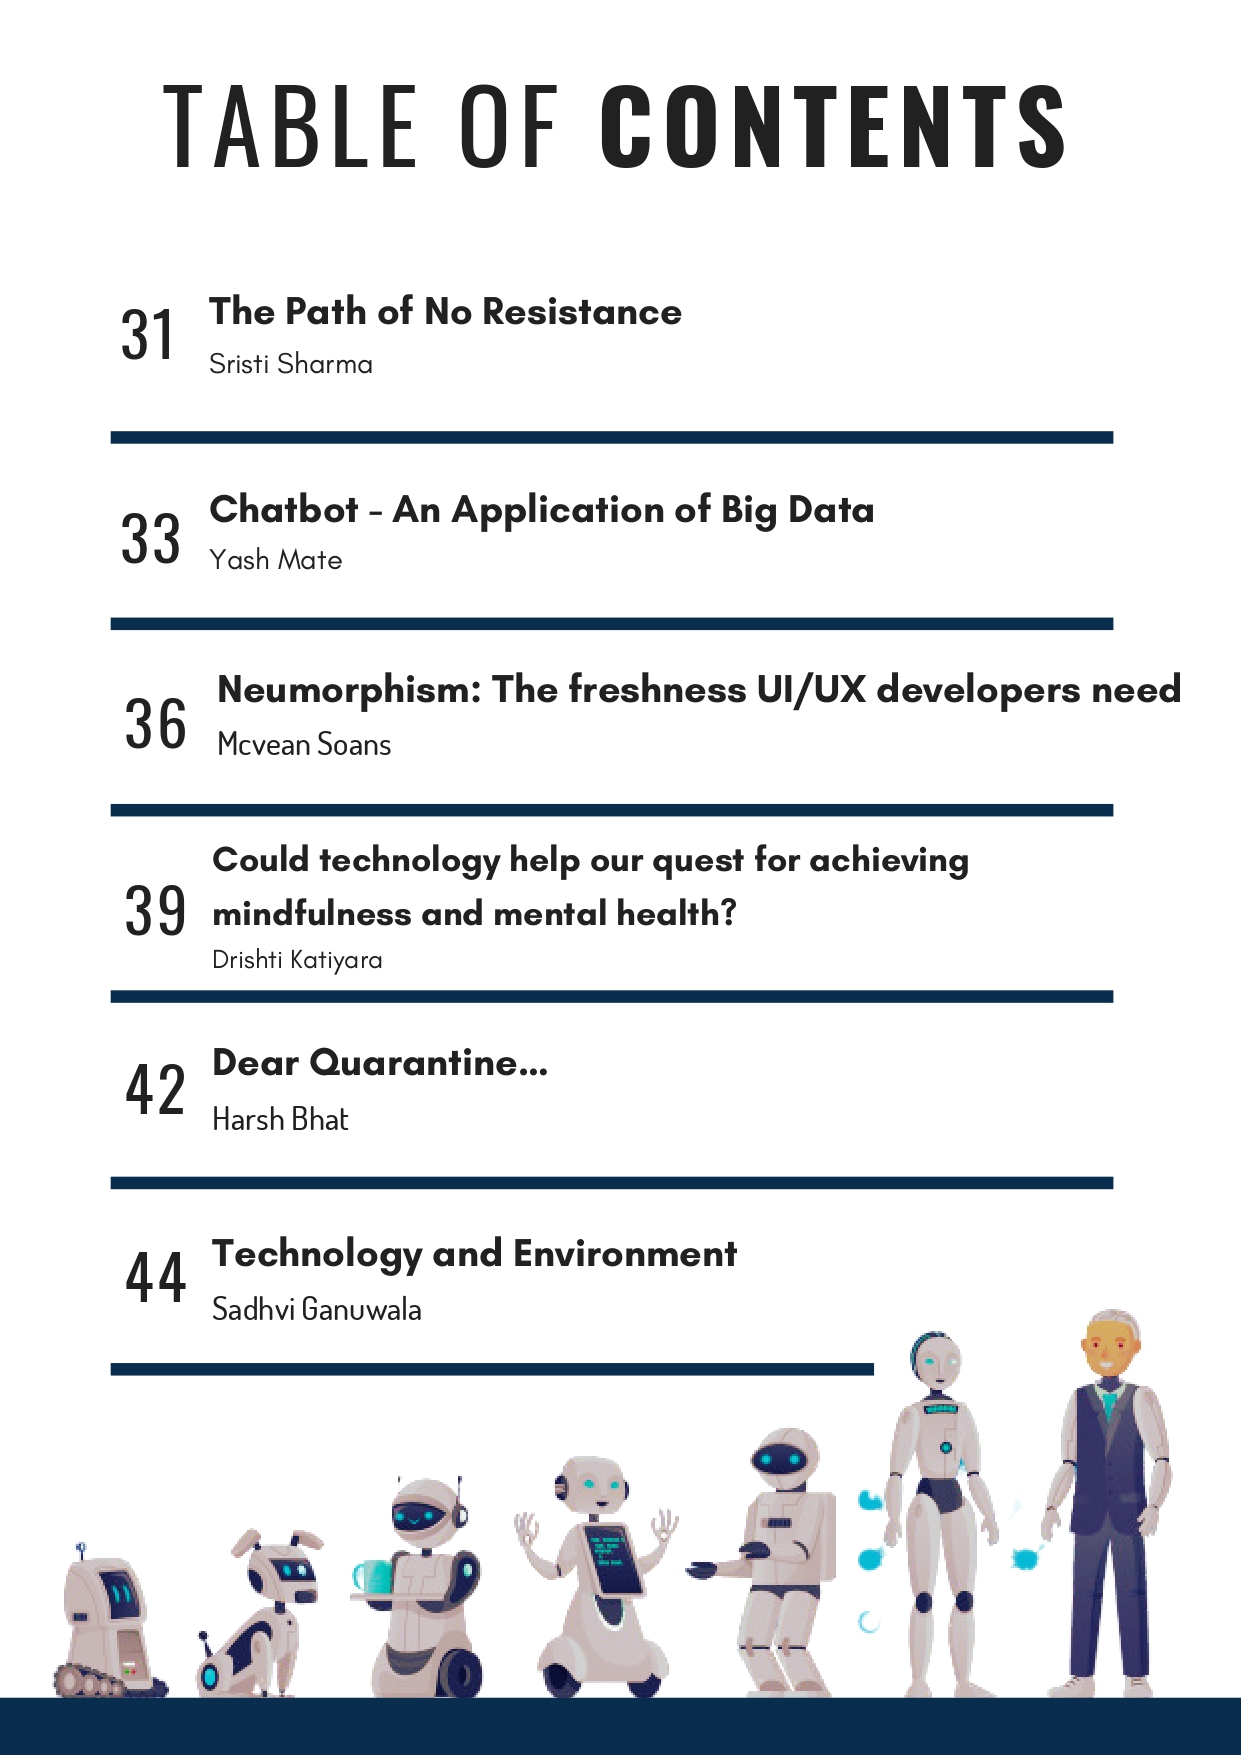 TABLE OF CONTENTS
31
The Path of No Resistance
Sristi Sharma
33
Chatbot - An Application of Big Data
Yash Mate
36
Neumorphism: The freshness UI/UX developers need
Mcvean Soans
39
Could technology help our quest for achieving
mindfulness and mental health?
Drishti Katiyara
42
Dear Quarantine...
Harsh Bhat
44
Technology and Environment
Sadhvi Ganuwala